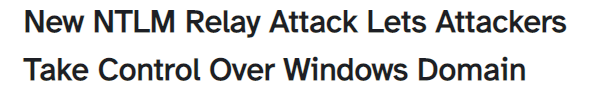 New NTLM Relay Attack Lets Attackers
Take Control Over Windows Domain